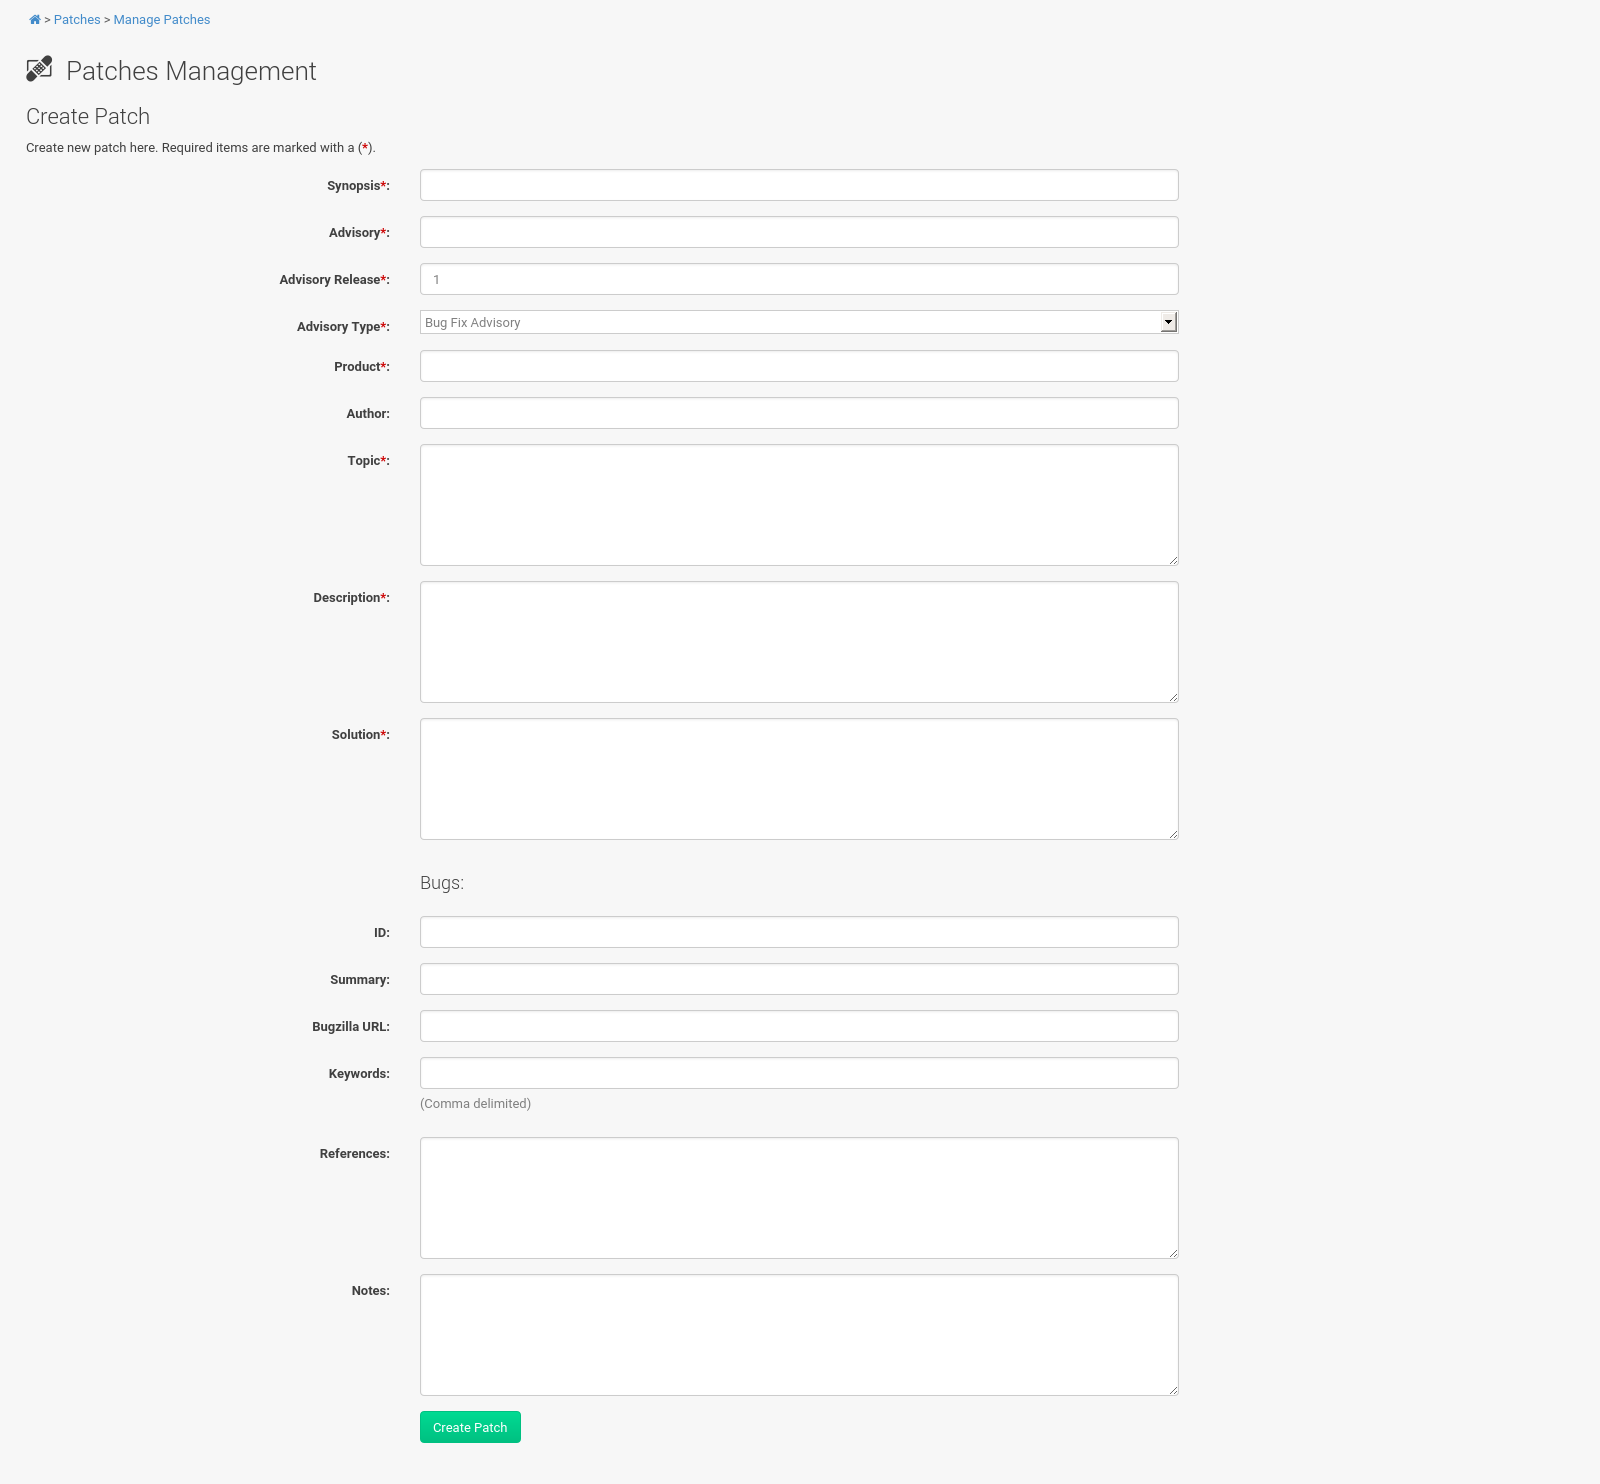 > Patches > Manage Patches
Patches Management
Create Patch
Create new patch here. Required items are marked with a (*).
Synopsis*:
Advisory*:
Advisory Release*: 1
Advisory Type*: Bug Fix Advisory
Product*:
Author:
Topic*:
Description*:
Solution*:
Bugs:
ID:
Summary:
Bugzilla URL:
Keywords:
(Comma delimited)
References:
Notes:
Create Patch